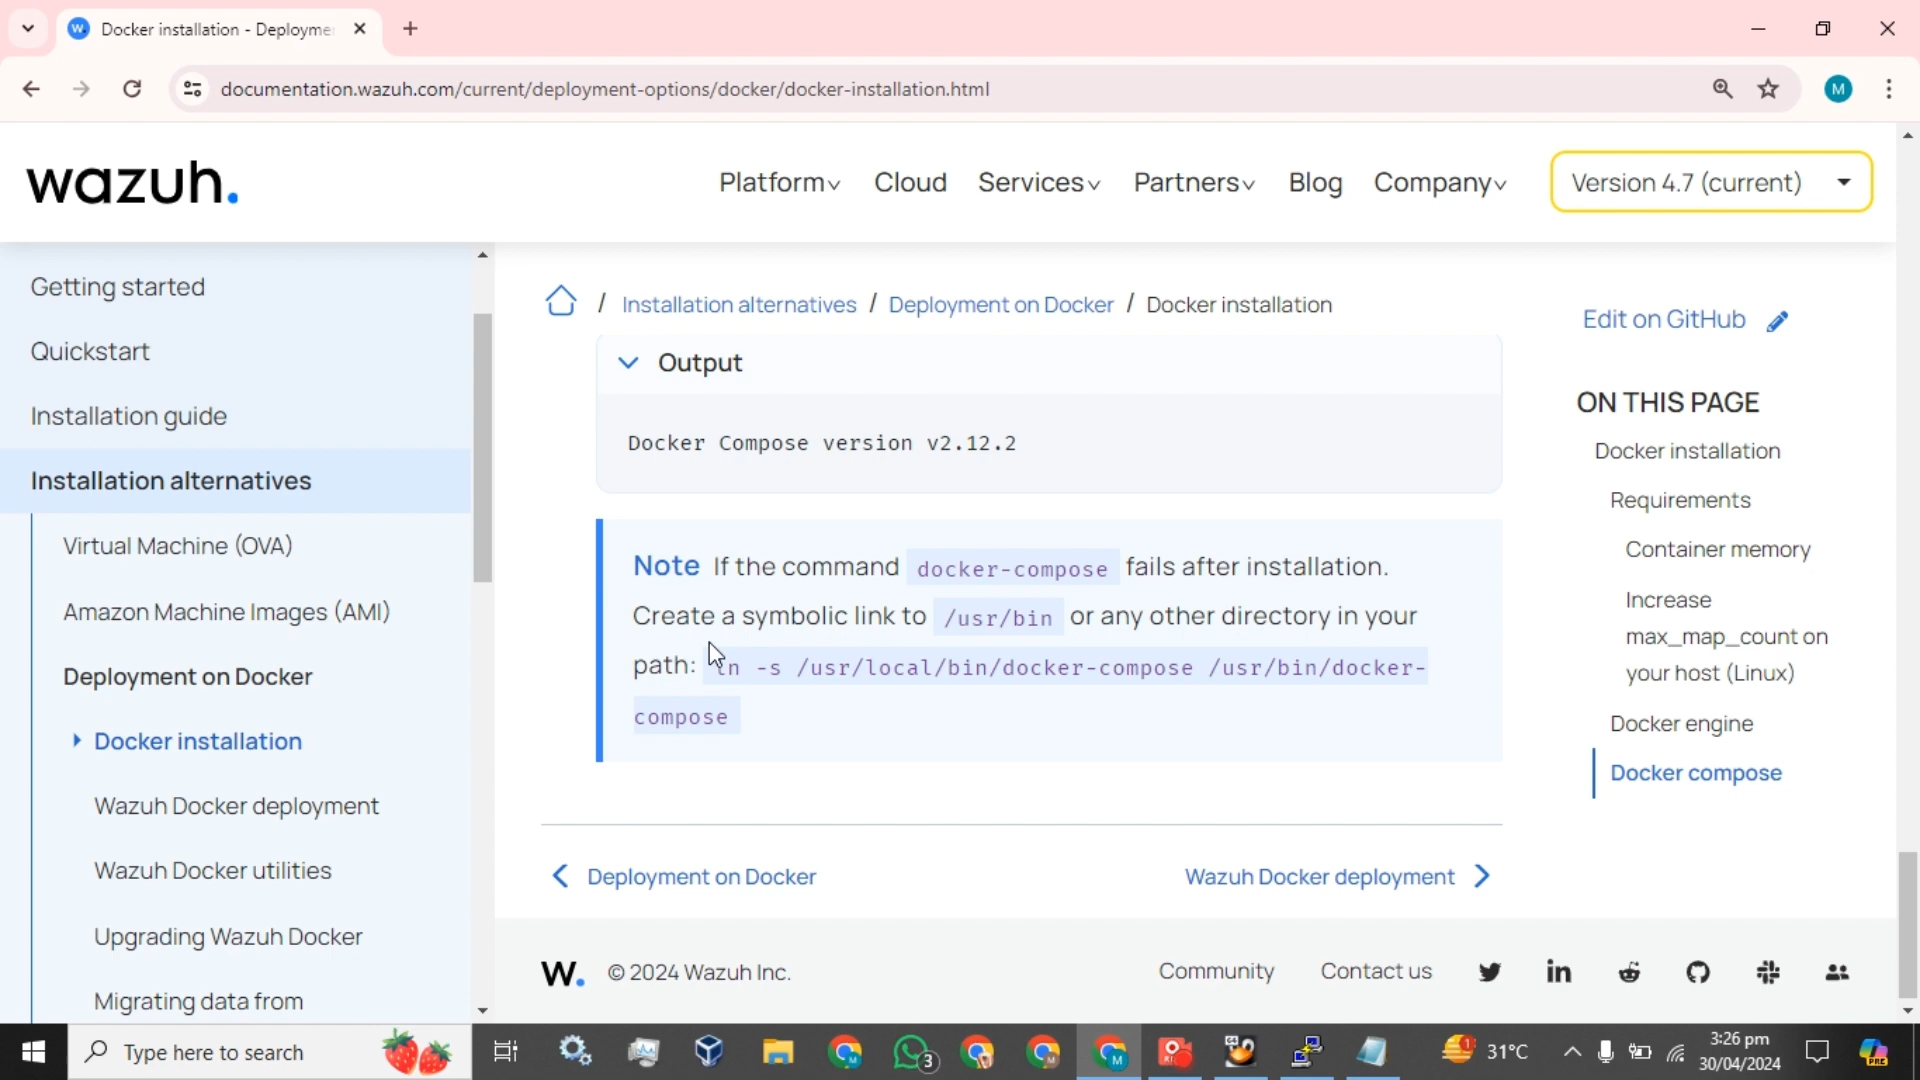 Docker installation - Deployme
documentation.wazuh.com/current/deployment-options/docker/docker-installation.html
M
wazuh.
Platform
Cloud
Services
Partners
Blog
Company
Version 4.7 (current)
Getting started
Quickstart
Installation guide
Installation alternatives
Virtual Machine (OVA)
Amazon Machine Images (AMI)
Deployment on Docker
Docker installation
Wazuh Docker deployment
Wazuh Docker utilities
Upgrading Wazuh Docker
Migrating data from
/ Installation alternatives / Deployment on Docker / Docker installation
Output
Docker Compose version v2.12.2
Note If the command docker-compose fails after installation.
Create a symbolic link to /usr/bin or any other directory in your
path: ln -s /usr/local/bin/docker-compose /usr/bin/docker-
compose
Deployment on Docker
Wazuh Docker deployment
Edit on GitHub
ON THIS PAGE
Docker installation
Requirements
Container memory
Increase
max_map_count on
your host (Linux)
Docker engine
Docker compose
W. © 2024 Wazuh Inc.
Community
Contact us
Type here to search
3
31°C
3:26 pm
30/04/2024